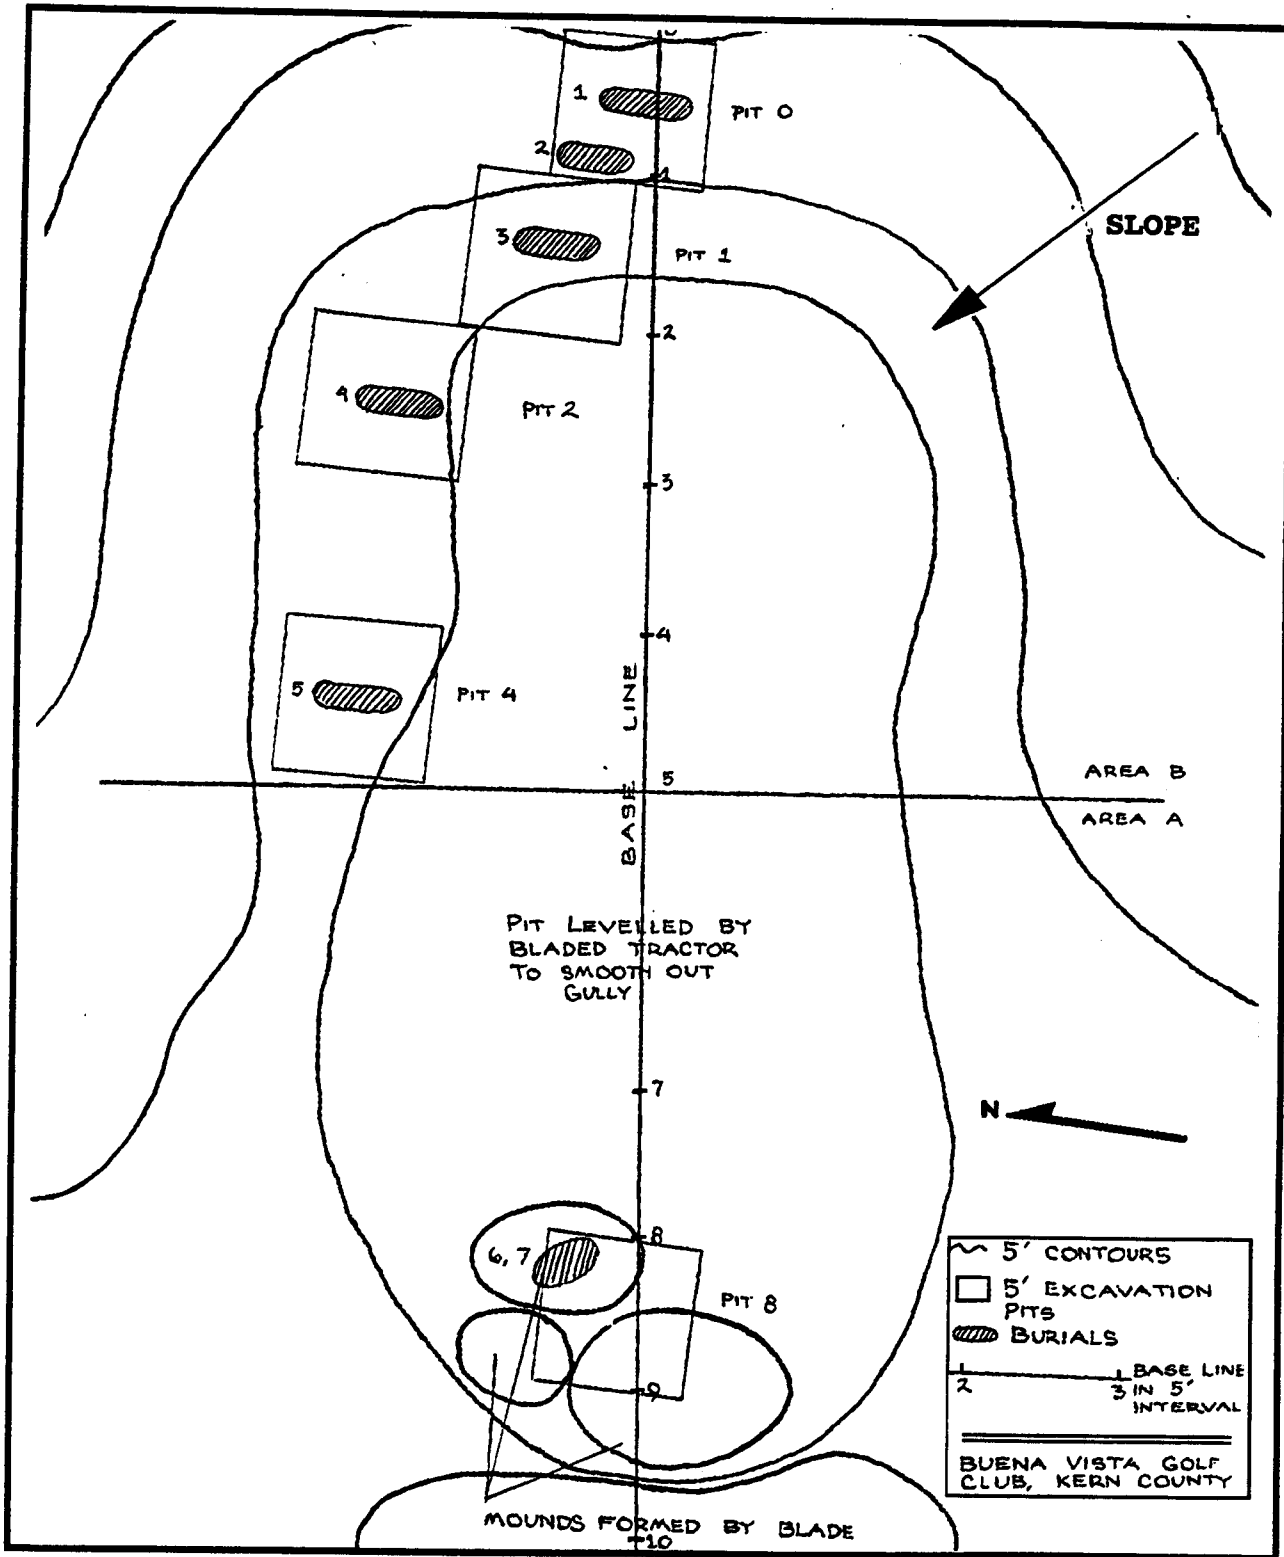 0
1
PIT 0
2
1
SLOPE
3
PIT 1
2
4
PIT 2
3
4
BASE LINE
5
PIT 4
AREA B
5
AREA A
PIT LEVELLED BY
BLADED TRACTOR
TO SMOOTH OUT
GULLY
7
N
8
6, 7
PIT 8
9
MOUNDS FORMED BY BLADE
10
5' CONTOURS
5' EXCAVATION
PITS
BURIALS
2
3
BASE LINE
IN 5'
INTERVAL
BUENA VISTA GOLF
CLUB, KERN COUNTY